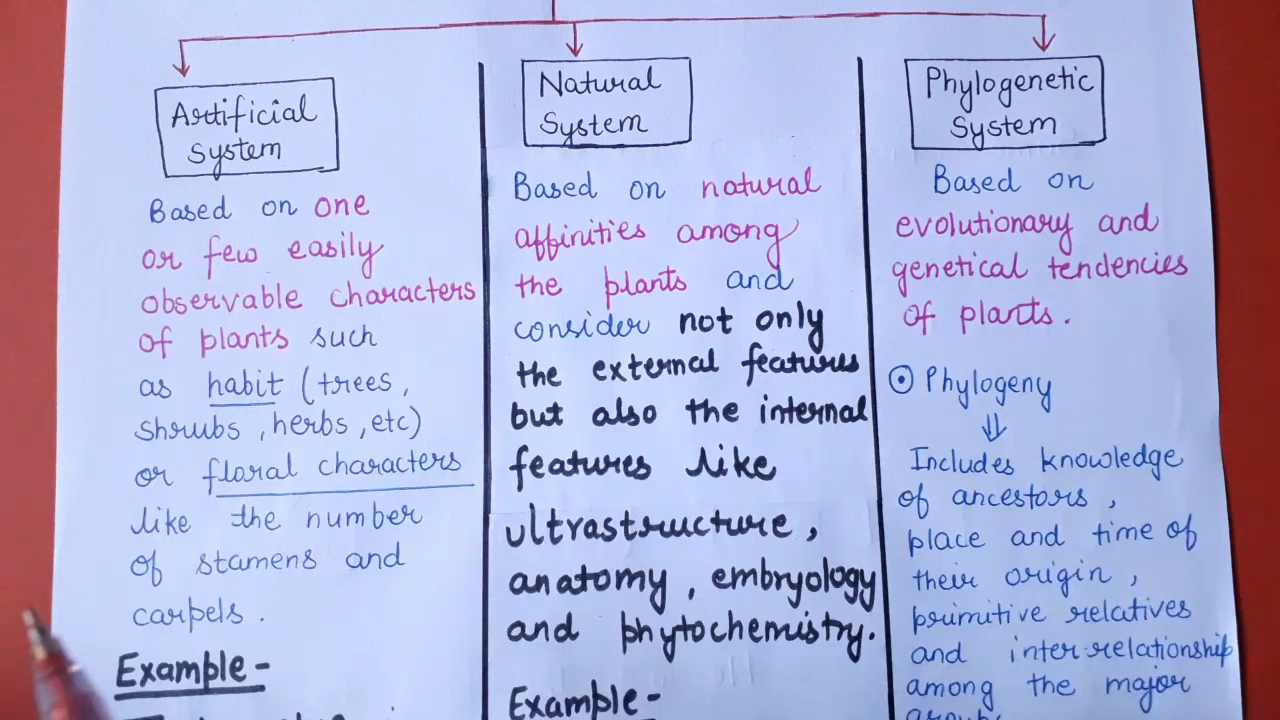 Artificial
System
Based on one
or few easily
observable characters
of plants such
as habit (trees,
shrubs, herbs, etc)
or floral characters
like the number
of stamens and
carpels.
Example-
Natural
System
Based on natural
affinities among
the plants and
consider not only
the external features
but also the internal
features like
ultrastructure,
anatomy, embryology
and phytochemistry.
Example-
Phylogenetic
System
Based on
evolutionary and
genetical tendencies
of plants.
Phylogeny
⇓
Includes knowledge
of ancestors,
place and time of
their origin,
primitive relatives
and inter-relationship
among the major